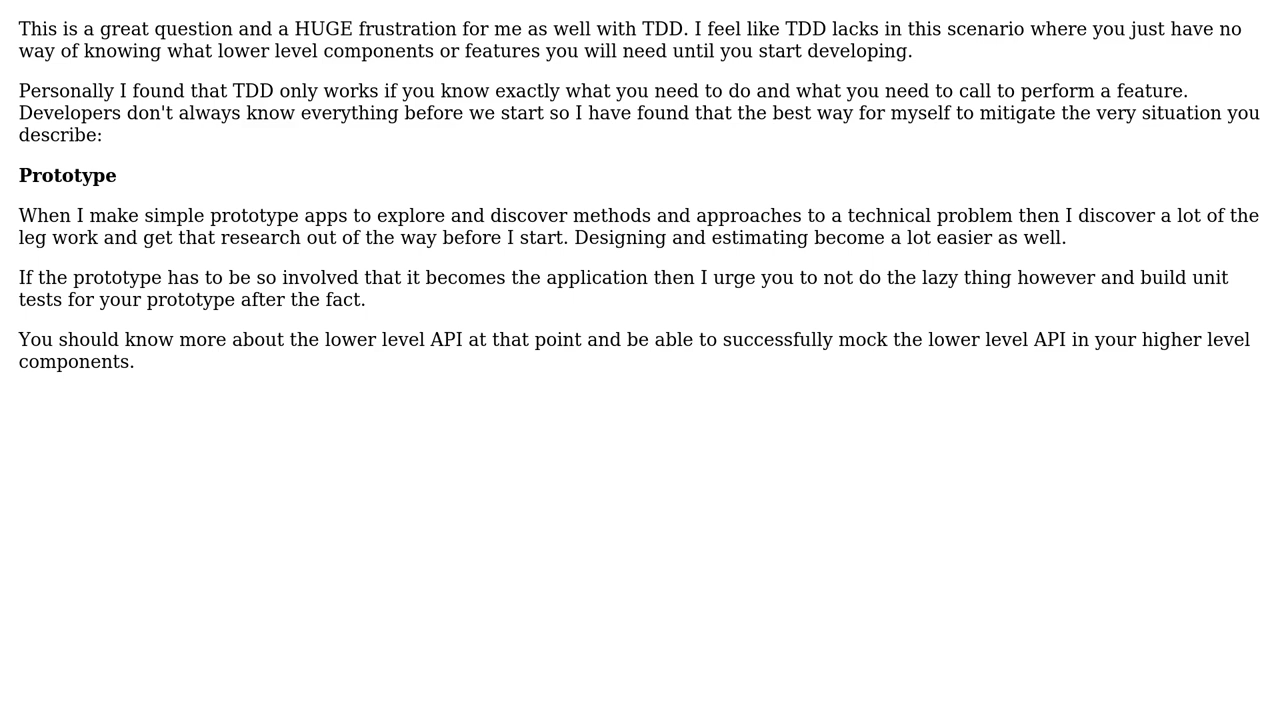 This is a great question and a HUGE frustration for me as well with TDD. I feel like TDD lacks in this scenario where you just have no
way of knowing what lower level components or features you will need until you start developing.
Personally I found that TDD only works if you know exactly what you need to do and what you need to call to perform a feature.
Developers don't always know everything before we start so I have found that the best way for myself to mitigate the very situation you
describe:
Prototype
When I make simple prototype apps to explore and discover methods and approaches to a technical problem then I discover a lot of the
leg work and get that research out of the way before I start. Designing and estimating become a lot easier as well.
If the prototype has to be so involved that it becomes the application then I urge you to not do the lazy thing however and build unit
tests for your prototype after the fact.
You should know more about the lower level API at that point and be able to successfully mock the lower level API in your higher level
components.